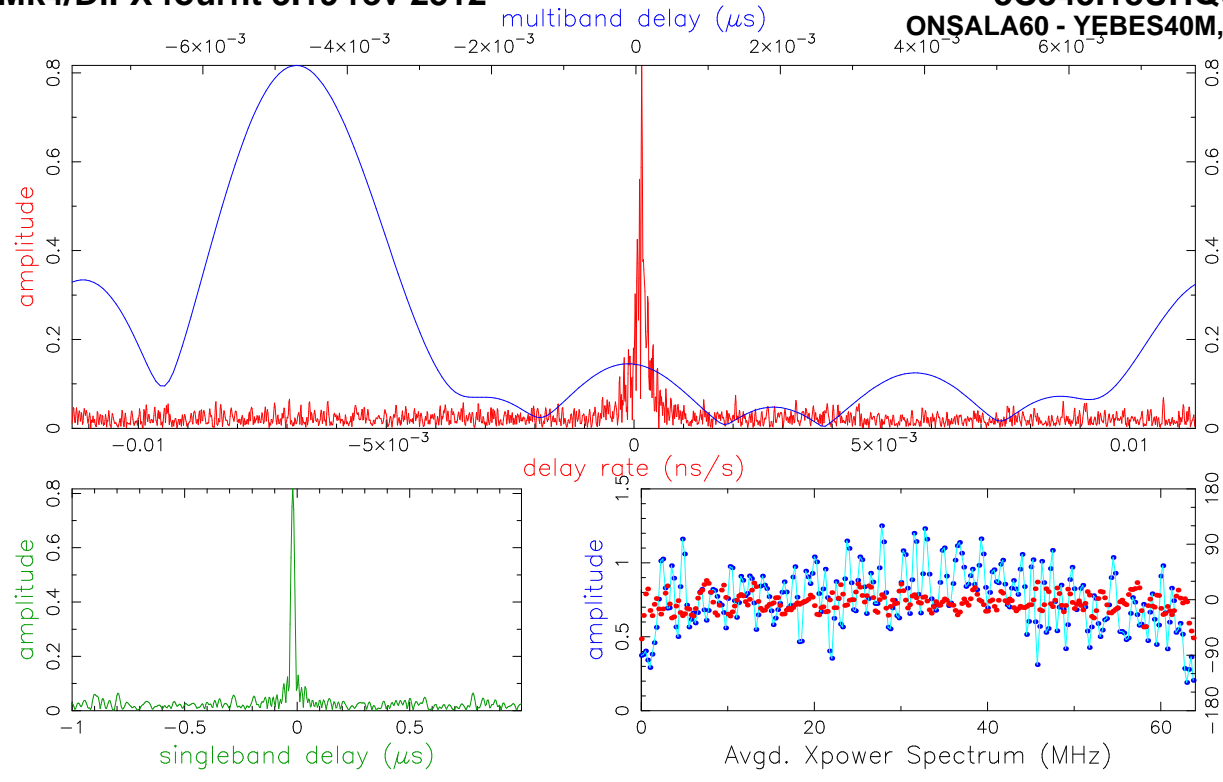 multiband delay (μs)
ONSALA60 - YEBES40M,
−6×10⁻³ −4×10⁻³ −2×10⁻³ 0 2×10⁻³ 4×10⁻³ 6×10⁻³
amplitude
0 0.2 0.4 0.6 0.8
0 0.2 0.4 0.6 0.8
−0.01 −5×10⁻³ 0 5×10⁻³ 0.01
delay rate (ns/s)
amplitude
0 0.2 0.4 0.6 0.8
−1 −0.5 0 0.5
singleband delay (μs)
amplitude
0 0.5 1 1.5
−180 −90 0 90 180
0 20 40 60
Avgd. Xpower Spectrum (MHz)